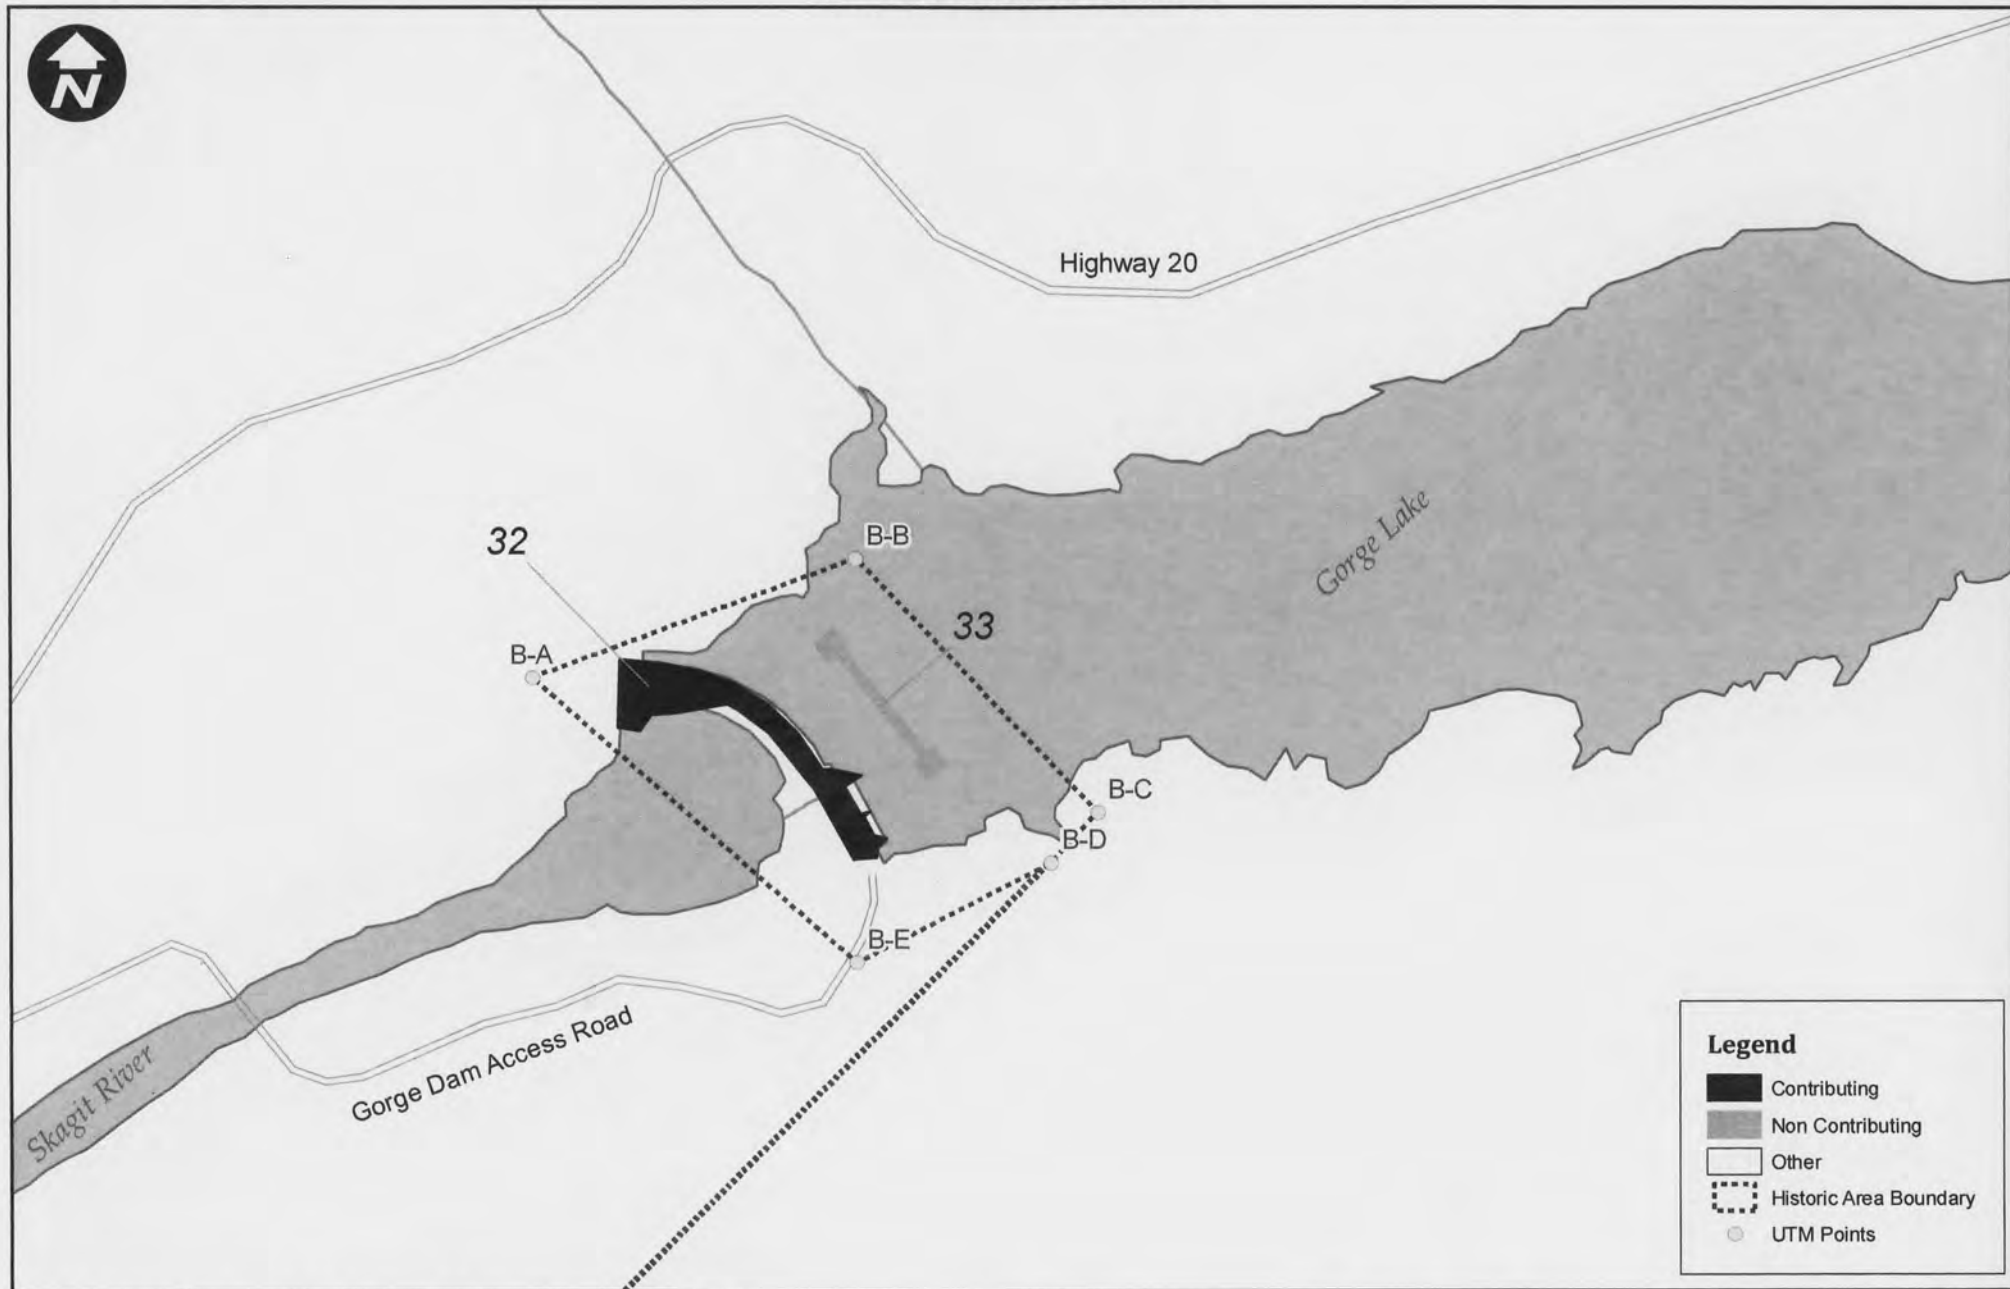 N
Highway 20
Gorge Lake
32
B-B
33
B-A
B-C
B-D
B-E
Gorge Dam Access Road
Skagit River
Legend
Contributing
Non Contributing
Other
Historic Area Boundary
UTM Points